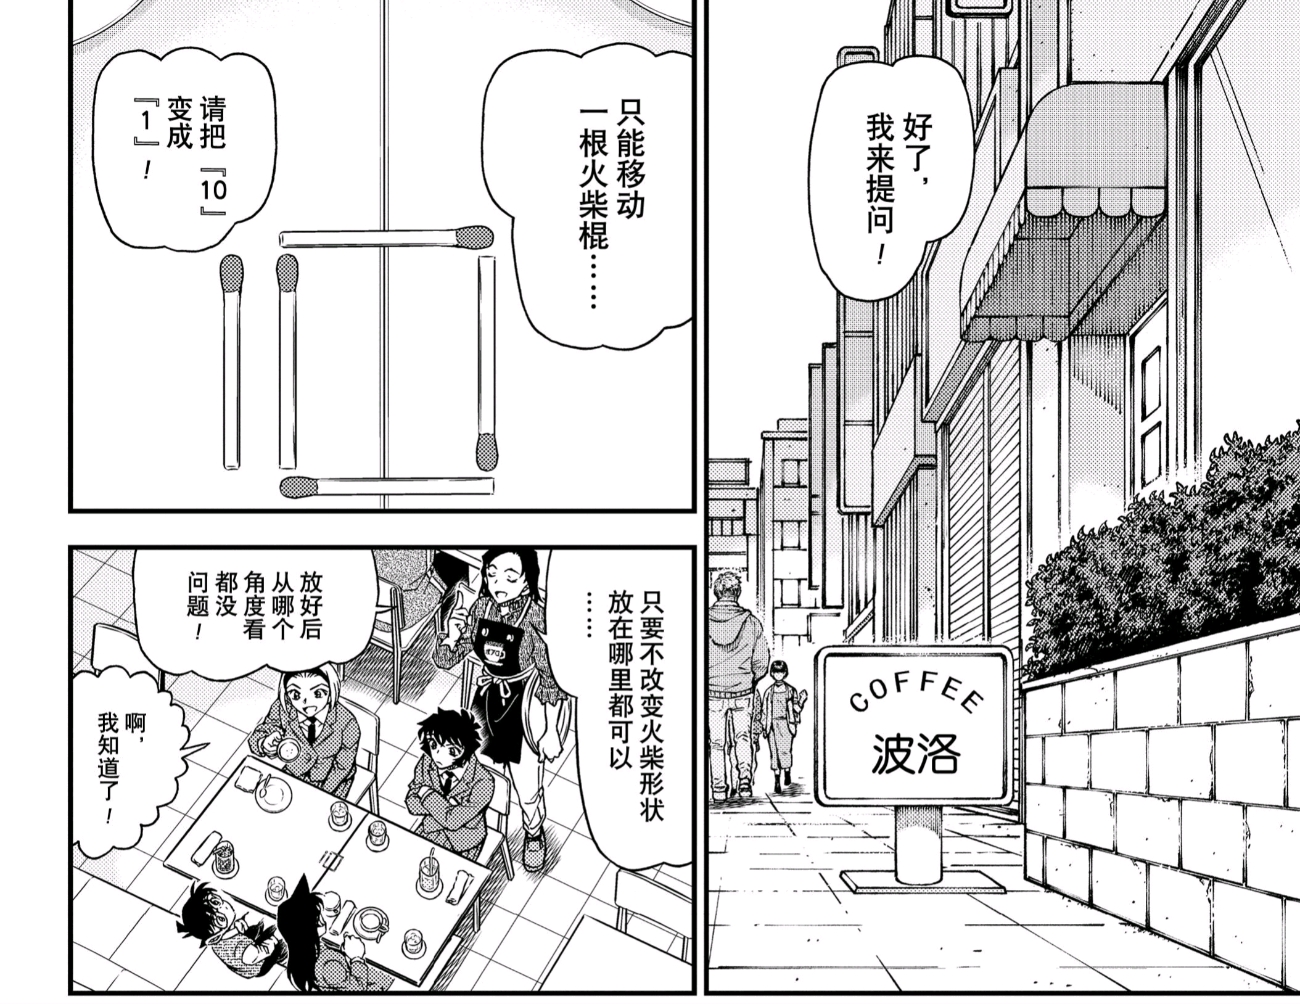 好了，
我来提问！
COFFEE
波洛
只能移动
一根火柴棍……
请把『10』
变成
『1』！
只要不改变火柴形状
放在哪里都可以
……
放好后
从哪个
角度看
都没
问题！
啊，
我知道了！